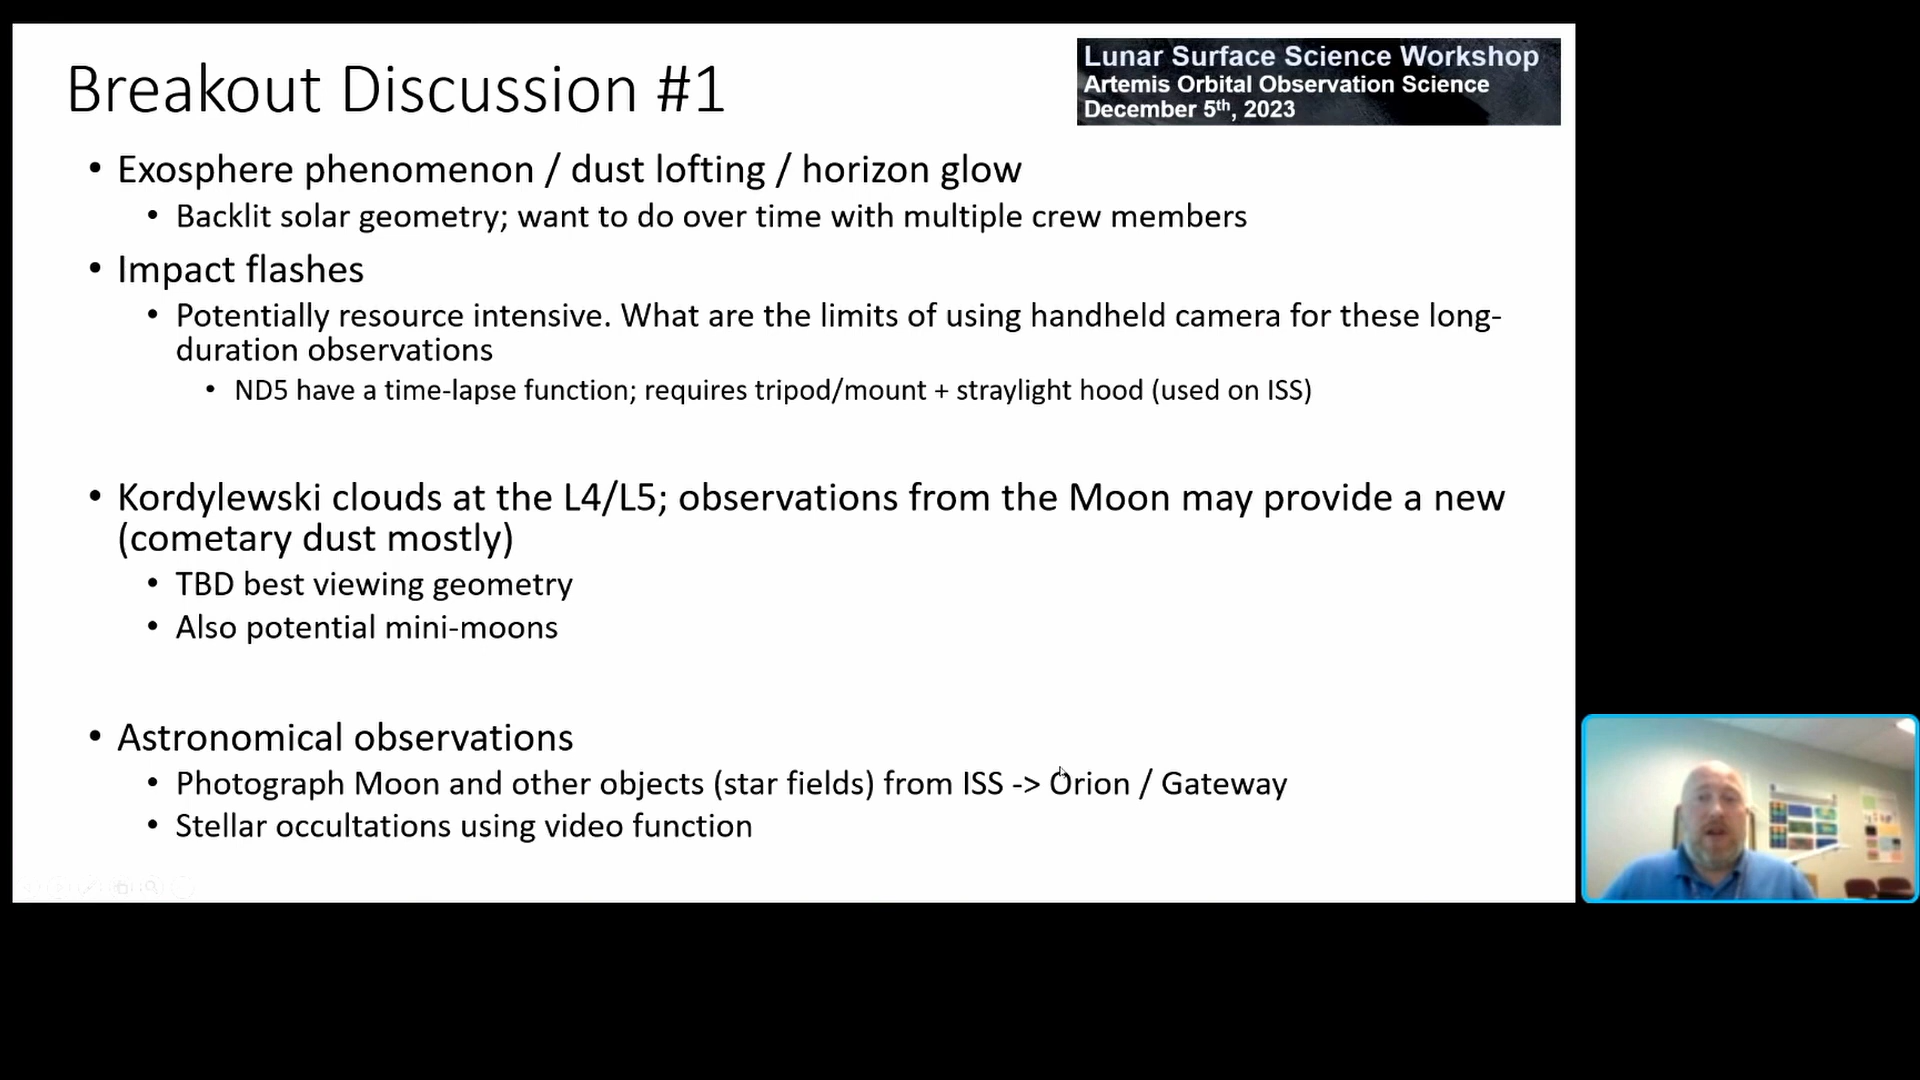 Breakout Discussion #1
Lunar Surface Science Workshop
Artemis Orbital Observation Science
December 5th, 2023
• Exosphere phenomenon / dust lofting / horizon glow
• Backlit solar geometry; want to do over time with multiple crew members
• Impact flashes
• Potentially resource intensive. What are the limits of using handheld camera for these long-
duration observations
• ND5 have a time-lapse function; requires tripod/mount + straylight hood (used on ISS)
• Kordylewski clouds at the L4/L5; observations from the Moon may provide a new
(cometary dust mostly)
• TBD best viewing geometry
• Also potential mini-moons
• Astronomical observations
• Photograph Moon and other objects (star fields) from ISS -> Orion / Gateway
• Stellar occultations using video function